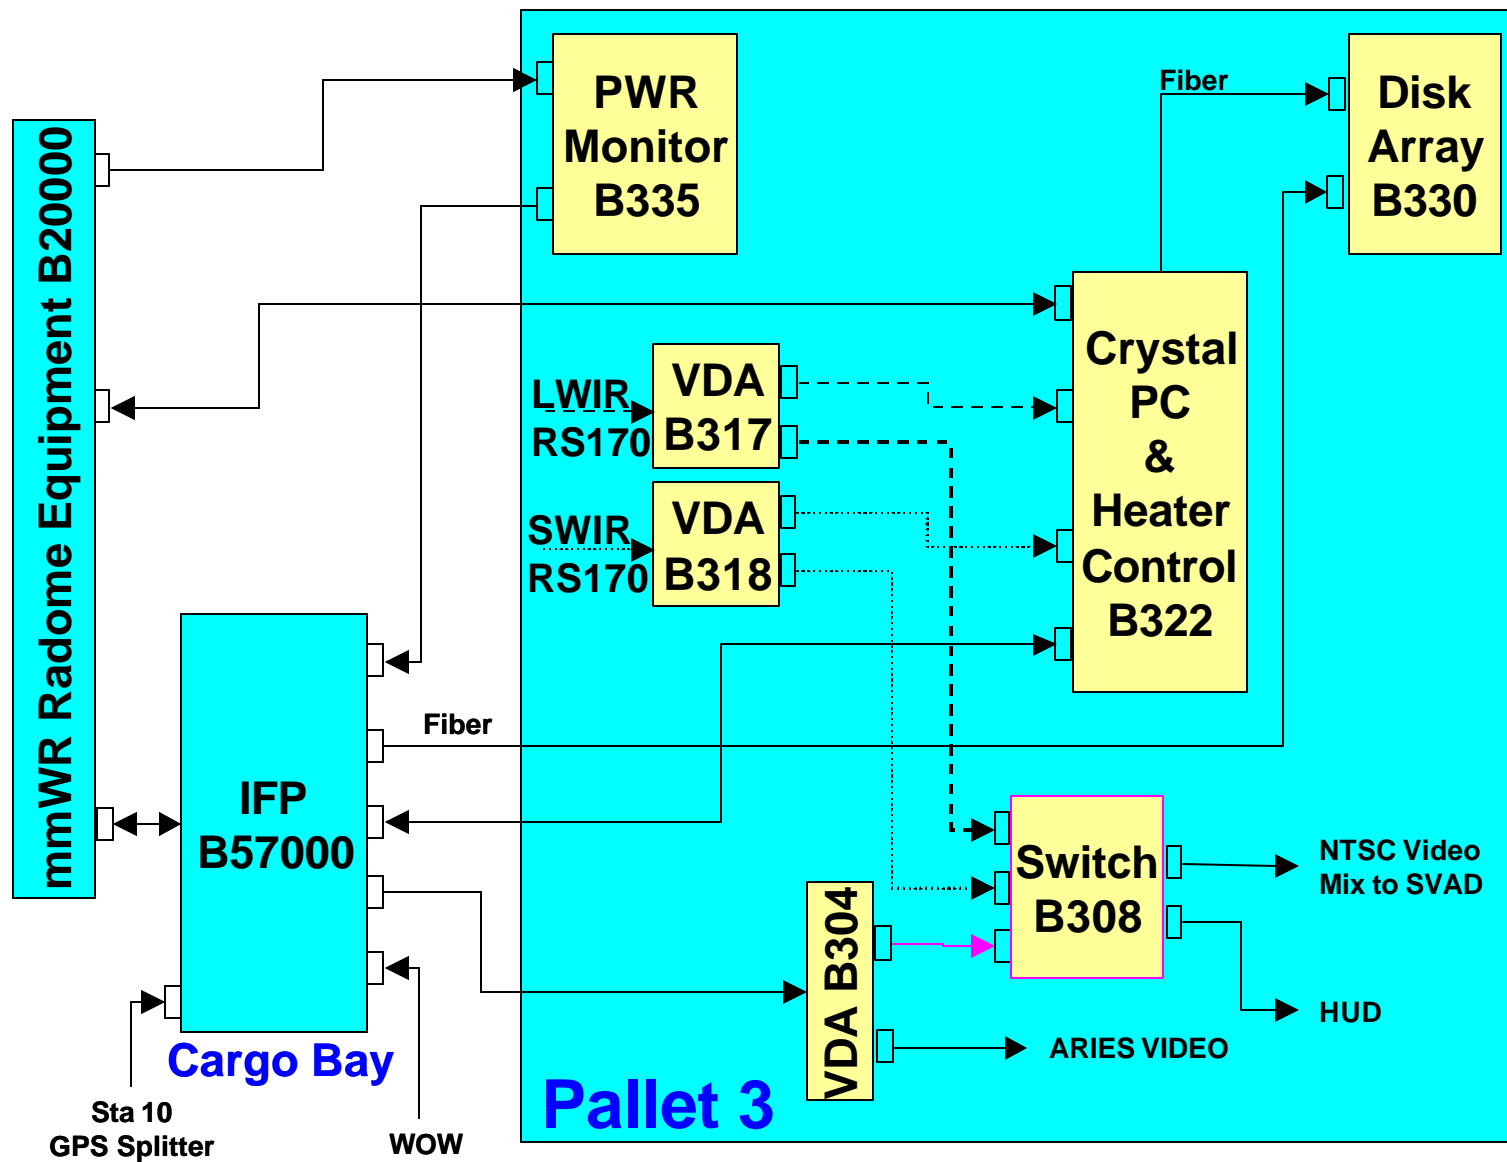 mmWR Radome Equipment B20000
PWR
Monitor
B335
Fiber
Disk
Array
B330
Crystal
PC
&
Heater
Control
B322
LWIR
RS170
VDA
B317
SWIR
RS170
VDA
B318
Fiber
IFP
B57000
Cargo Bay
Sta 10
GPS Splitter
WOW
Switch
B308
NTSC Video
Mix to SVAD
HUD
VDA B304
ARIES VIDEO
Pallet 3